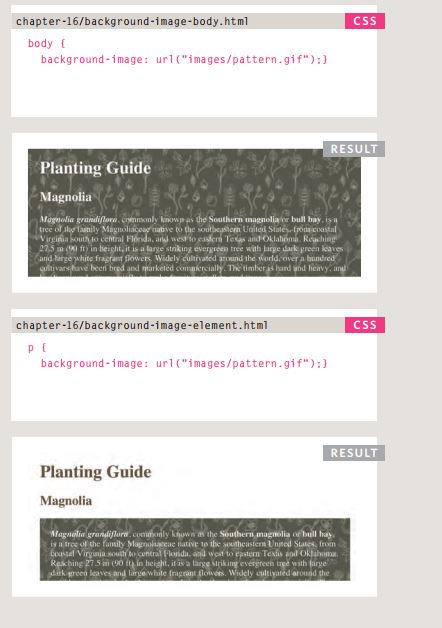 chapter-16/background-image-body.html
CSS
body {
background-image: url("images/pattern.gif");}
RESULT
Planting Guide
Magnolia
Magnolia grandiflora, commonly known as the Southern magnolia or bull bay, is a
tree of the family Magnoliaceae native to the southeastern United States, from coastal
Virginia south to central Florida, and west to eastern Texas and Oklahoma. Reaching
27.5 m (90 ft) in height, it is a large striking evergreen tree with large dark green leaves
and large white fragrant flowers. Widely cultivated around the world, over a hundred
cultivars have been bred and marketed commercially. The timber is hard and heavy, and
chapter-16/background-image-element.html
CSS
p {
background-image: url("images/pattern.gif");}
RESULT
Planting Guide
Magnolia
Magnolia grandiflora, commonly known as the Southern magnolia or bull bay,
is a tree of the family Magnoliaceae native to the southeastern United States, from
coastal Virginia south to central Florida, and west to eastern Texas and Oklahoma.
Reaching 27.5 m (90 ft) in height, it is a large striking evergreen tree with large
dark green leaves and large white fragrant flowers. Widely cultivated around the